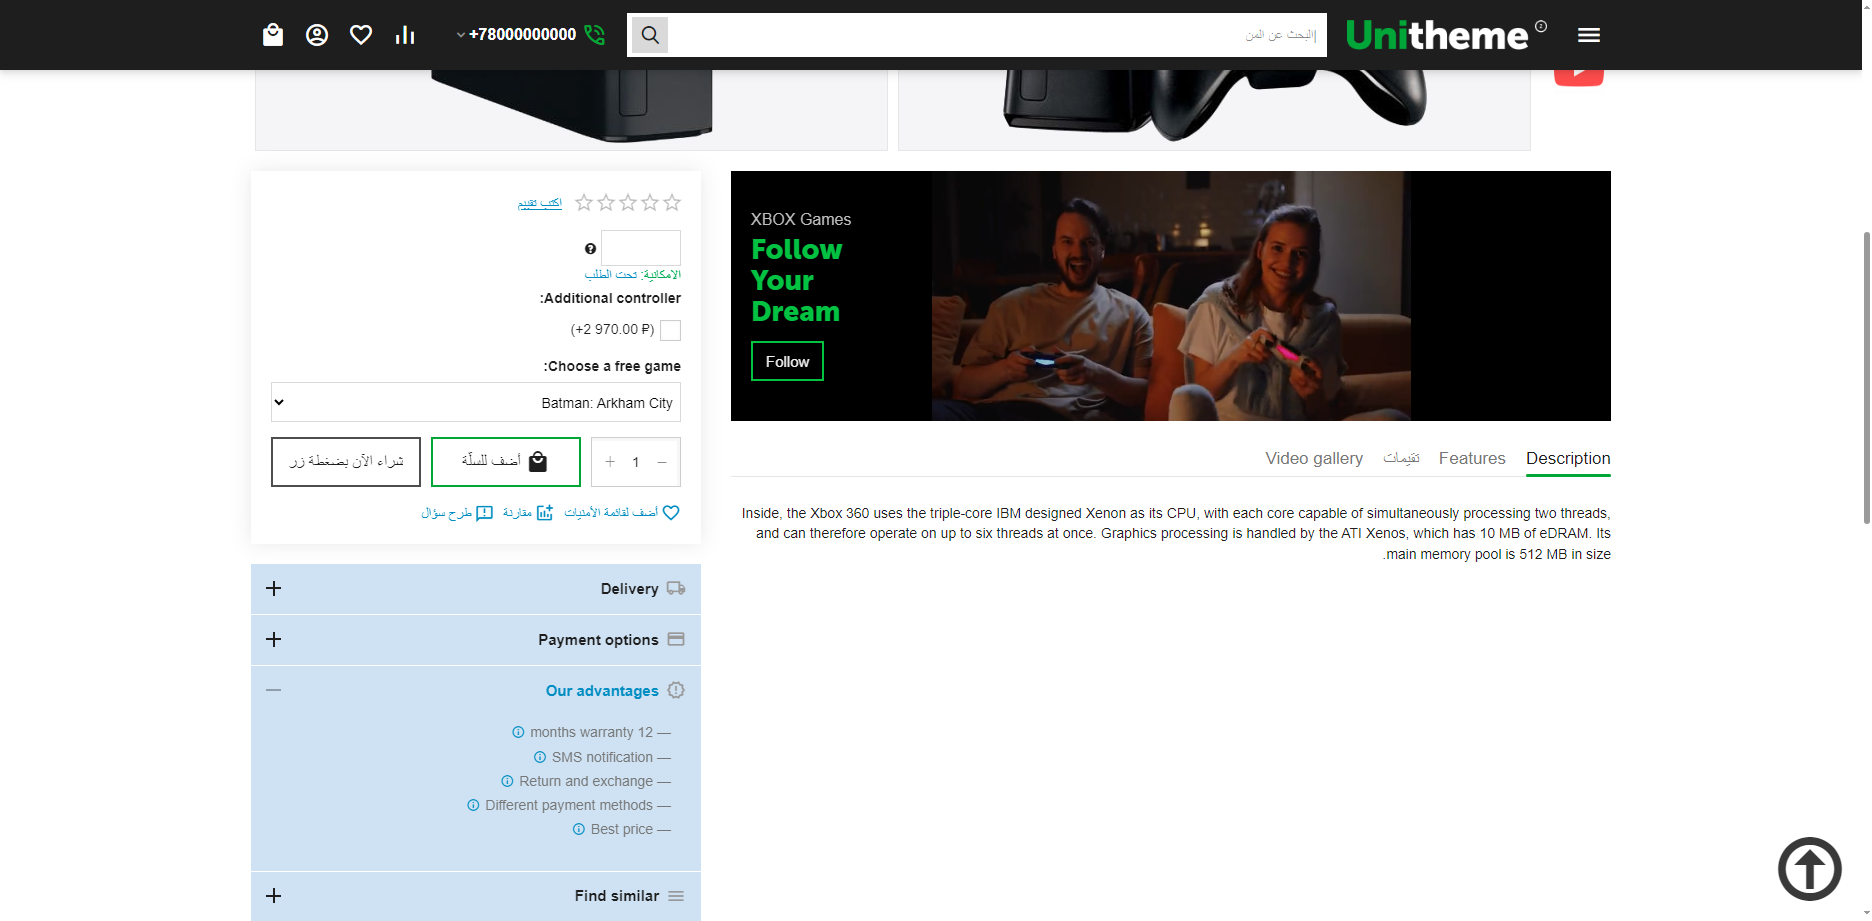 Unitheme
البحث عن المن
+78000000000
اكتب تقييم
الامكانية: تحت الطلب
Additional controller:
(+2 970.00 ₽)
Choose a free game:
Batman: Arkham City
− 1 +
أضف للسلّة
شراء الآن بضغطة زر
أضف لقائمة الأمنيات
مقارنة
طرح سؤال
XBOX Games
Follow
Your
Dream
Follow
Description
Features
تقيمات
Video gallery
Inside, the Xbox 360 uses the triple-core IBM designed Xenon as its CPU, with each core capable of simultaneously processing two threads,
and can therefore operate on up to six threads at once. Graphics processing is handled by the ATI Xenos, which has 10 MB of eDRAM. Its
.main memory pool is 512 MB in size
Delivery
Payment options
Our advantages
months warranty 12 —
SMS notification —
Return and exchange —
Different payment methods —
Best price —
Find similar